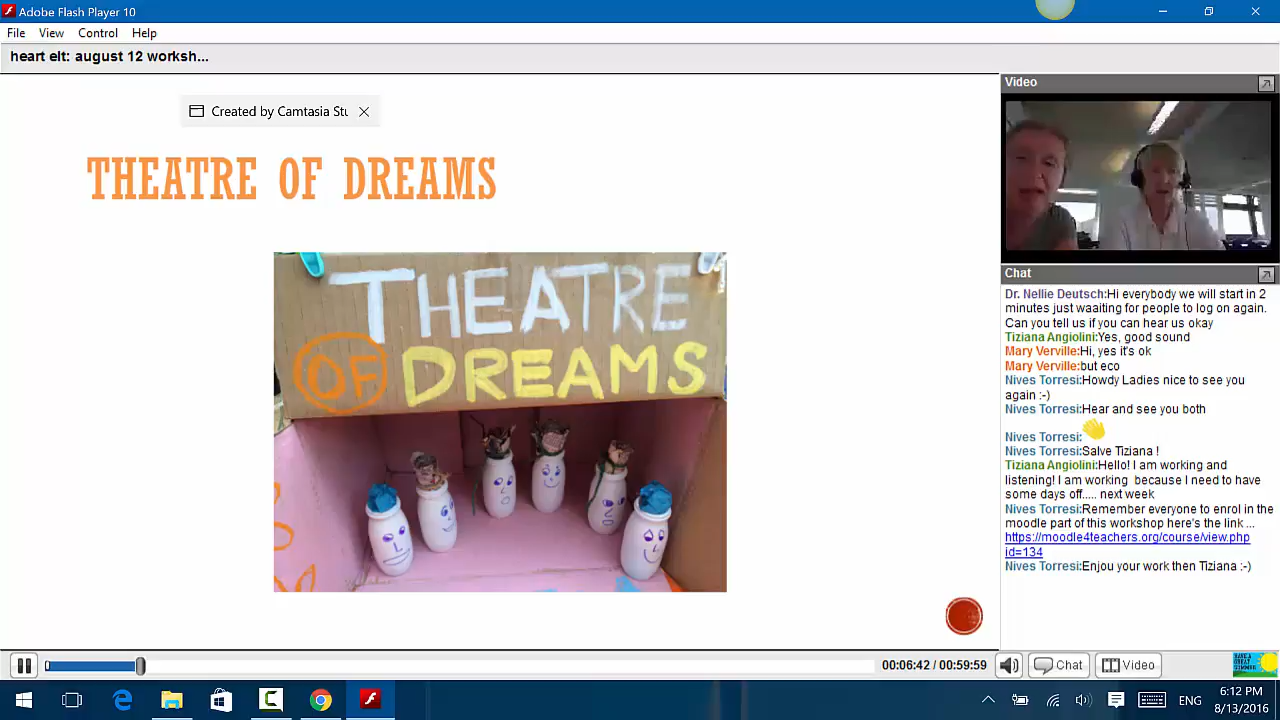 Adobe Flash Player 10
File View Control Help
heart elt: august 12 worksh...
Created by Camtasia Stu
THEATRE OF DREAMS
THEATRE
OF DREAMS
Video
Chat
Dr. Nellie Deutsch:Hi everybody we will start in 2
minutes just waaiting for people to log on again.
Can you tell us if you can hear us okay
Tiziana Angiolini:Yes, good sound
Mary Verville:Hi, yes it's ok
Mary Verville:but eco
Nives Torresi:Howdy Ladies nice to see you
again :-)
Nives Torresi:Hear and see you both
Nives Torresi:
Nives Torresi:Salve Tiziana !
Tiziana Angiolini:Hello! I am working and
listening! I am working because I need to have
some days off..... next week
Nives Torresi:Remember everyone to enrol in the
moodle part of this workshop here's the link ...
https://moodle4teachers.org/course/view.php
id=134
Nives Torresi:Enjou your work then Tiziana :-)
00:06:42 / 00:59:59
Chat
Video
HAVE A
GREAT
SUMMER
ENG
6:12 PM
8/13/2016